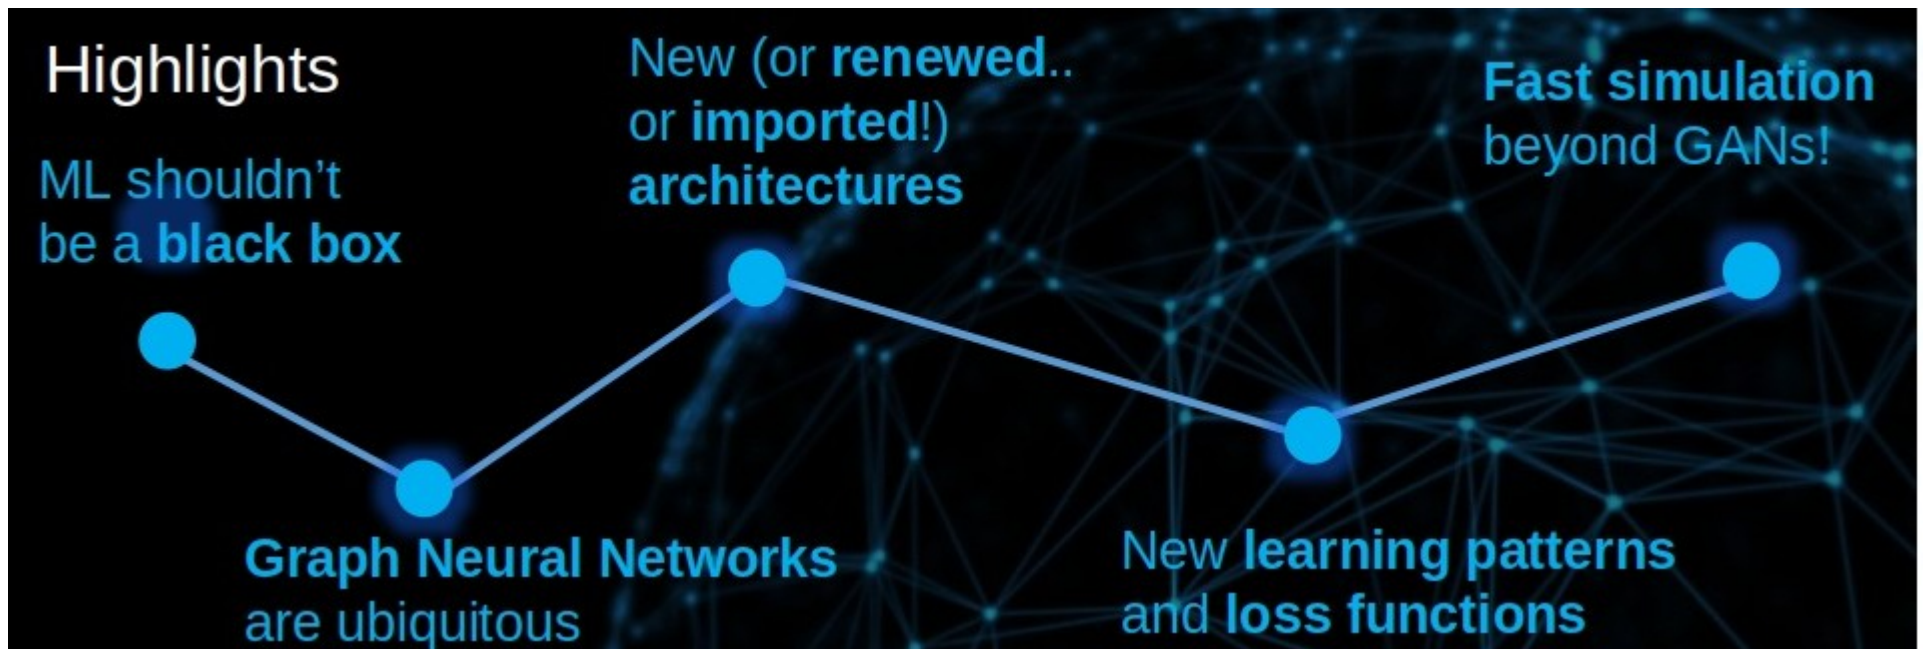 Highlights
ML shouldn’t
be a black box
Graph Neural Networks
are ubiquitous
New (or renewed..
or imported!)
architectures
New learning patterns
and loss functions
Fast simulation
beyond GANs!